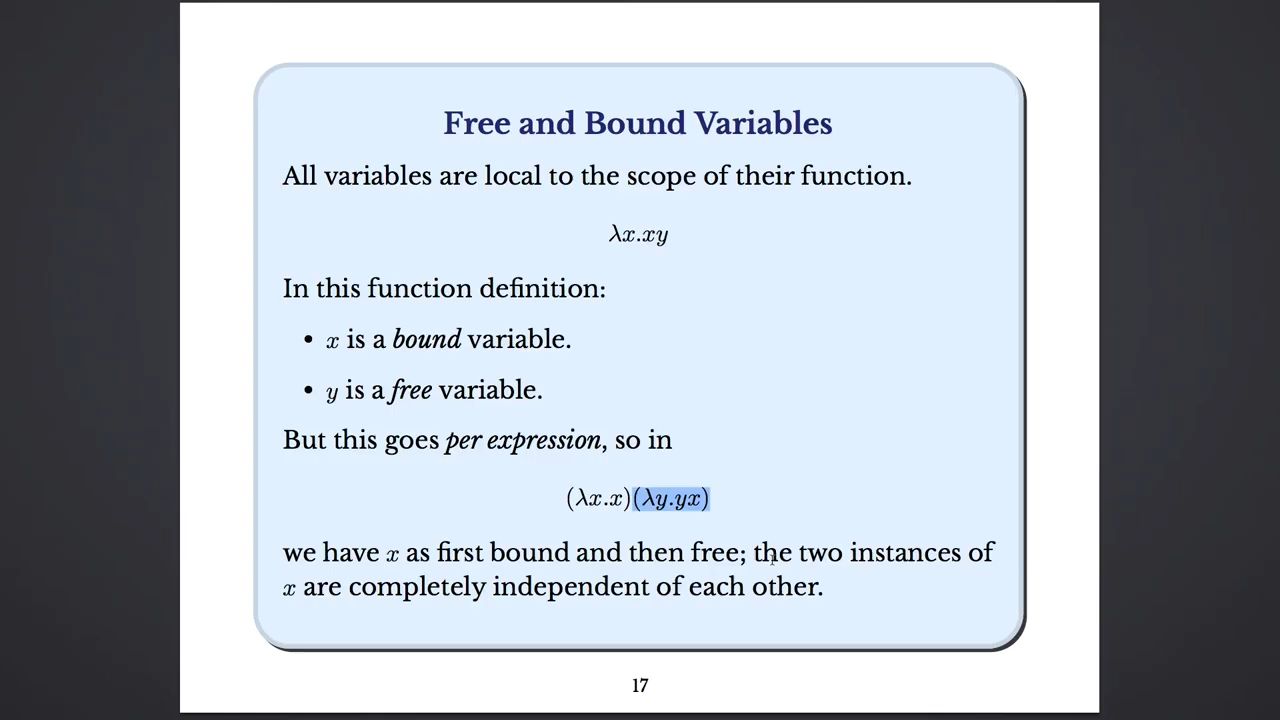 Free and Bound Variables
All variables are local to the scope of their function.
λx.xy
In this function definition:
• x is a bound variable.
• y is a free variable.
But this goes per expression, so in
(λx.x)(λy.yx)
we have x as first bound and then free; the two instances of
x are completely independent of each other.
17